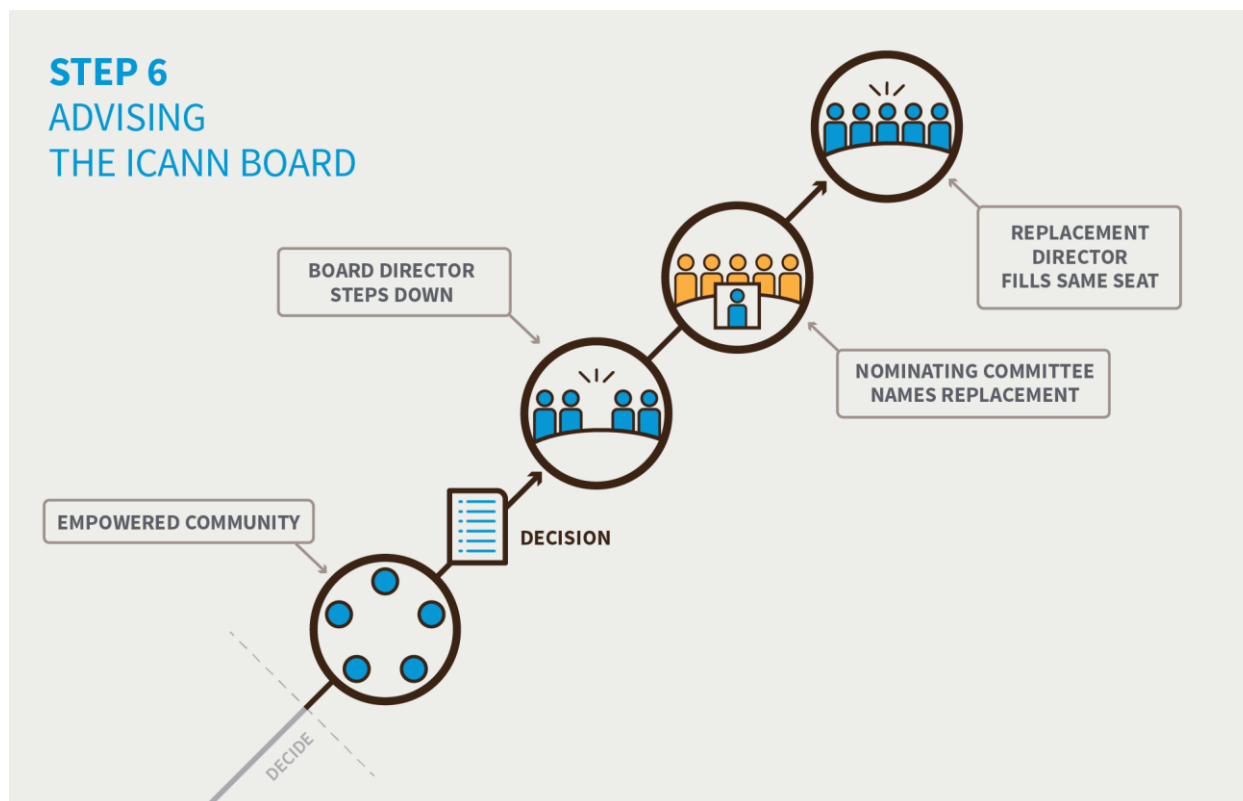 STEP 6
ADVISING
THE ICANN BOARD
BOARD DIRECTOR
STEPS DOWN
REPLACEMENT
DIRECTOR
FILLS SAME SEAT
NOMINATING COMMITTEE
NAMES REPLACEMENT
EMPOWERED COMMUNITY
DECISION
DECIDE